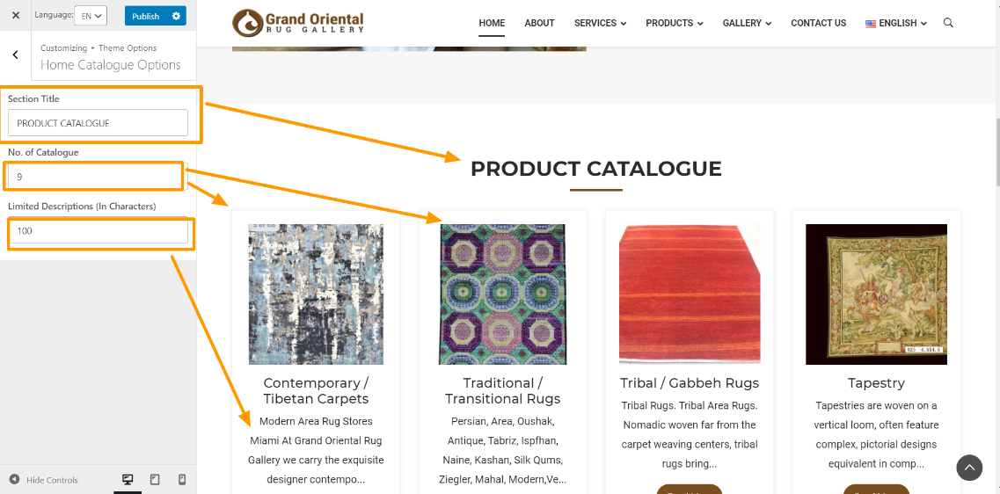 Language:
EN
Publish
Customizing ▸ Theme Options
Home Catalogue Options
Section Title
PRODUCT CATALOGUE
No. of Catalogue
9
Limited Descriptions (In Characters)
100
Hide Controls
Grand Oriental
RUG GALLERY
HOME
ABOUT
SERVICES
PRODUCTS
GALLERY
CONTACT US
ENGLISH
PRODUCT CATALOGUE
Contemporary /
Tibetan Carpets
Modern Area Rug Stores
Miami At Grand Oriental Rug
Gallery we carry the exquisite
designer contempo...
Traditional /
Transitional Rugs
Persian, Area, Oushak,
Antique, Tabriz, Ispfhan,
Naine, Kashan, Silk Qums,
Ziegler, Mahal, Modern,Ve...
Tribal / Gabbeh Rugs
Tribal Rugs. Tribal Area Rugs.
Nomadic woven from far the
carpet weaving centers, tribal
rugs bring...
Tapestry
Tapestries are woven on a
vertical loom, often feature
complex, pictorial designs
equivalent in comp...